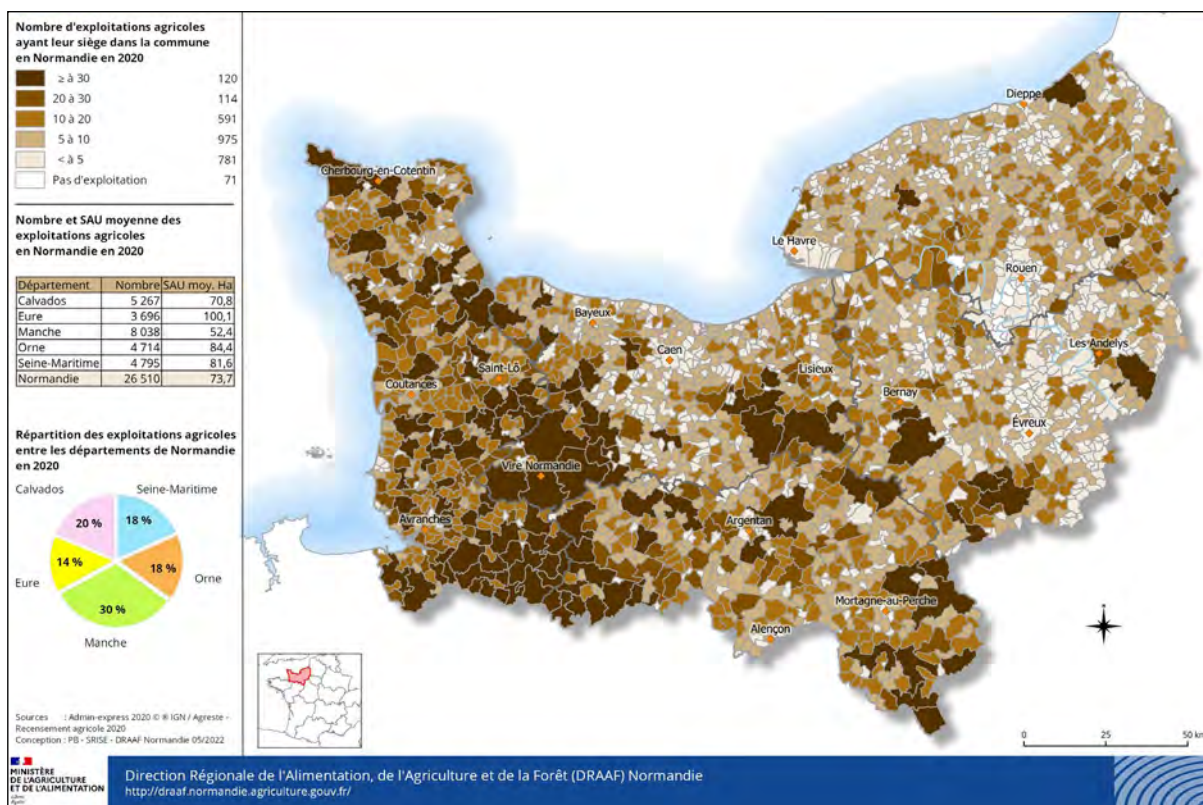 Nombre d'exploitations agricoles
ayant leur siège dans la commune
en Normandie en 2020
≥ à 30 120
20 à 30 114
10 à 20 591
5 à 10 975
< à 5 781
Pas d'exploitation 71
Nombre et SAU moyenne des
exploitations agricoles
en Normandie en 2020
Département Nombre SAU moy. Ha
Calvados 5 267 70,8
Eure 3 696 100,1
Manche 8 038 52,4
Orne 4 714 84,4
Seine-Maritime 4 795 81,6
Normandie 26 510 73,7
Répartition des exploitations agricoles
entre les départements de Normandie
en 2020
Calvados
Seine-Maritime
20 %
18 %
14 %
18 %
Eure
Orne
30 %
Manche
Sources : Admin-express 2020 © ® IGN / Agreste -
Recensement agricole 2020
Conception : PB - SRISE - DRAAF Normandie 05/2022
Dieppe
Cherbourg-en-Cotentin
Le Havre
Rouen
Bayeux
Caen
Les Andelys
Saint-Lô
Lisieux
Coutances
Bernay
Évreux
Vire Normandie
Avranches
Argentan
Mortagne-au-Perche
Alençon
0 25 50 km
MINISTÈRE
DE L'AGRICULTURE
ET DE L'ALIMENTATION
Direction Régionale de l'Alimentation, de l'Agriculture et de la Forêt (DRAAF) Normandie
http://draaf.normandie.agriculture.gouv.fr/